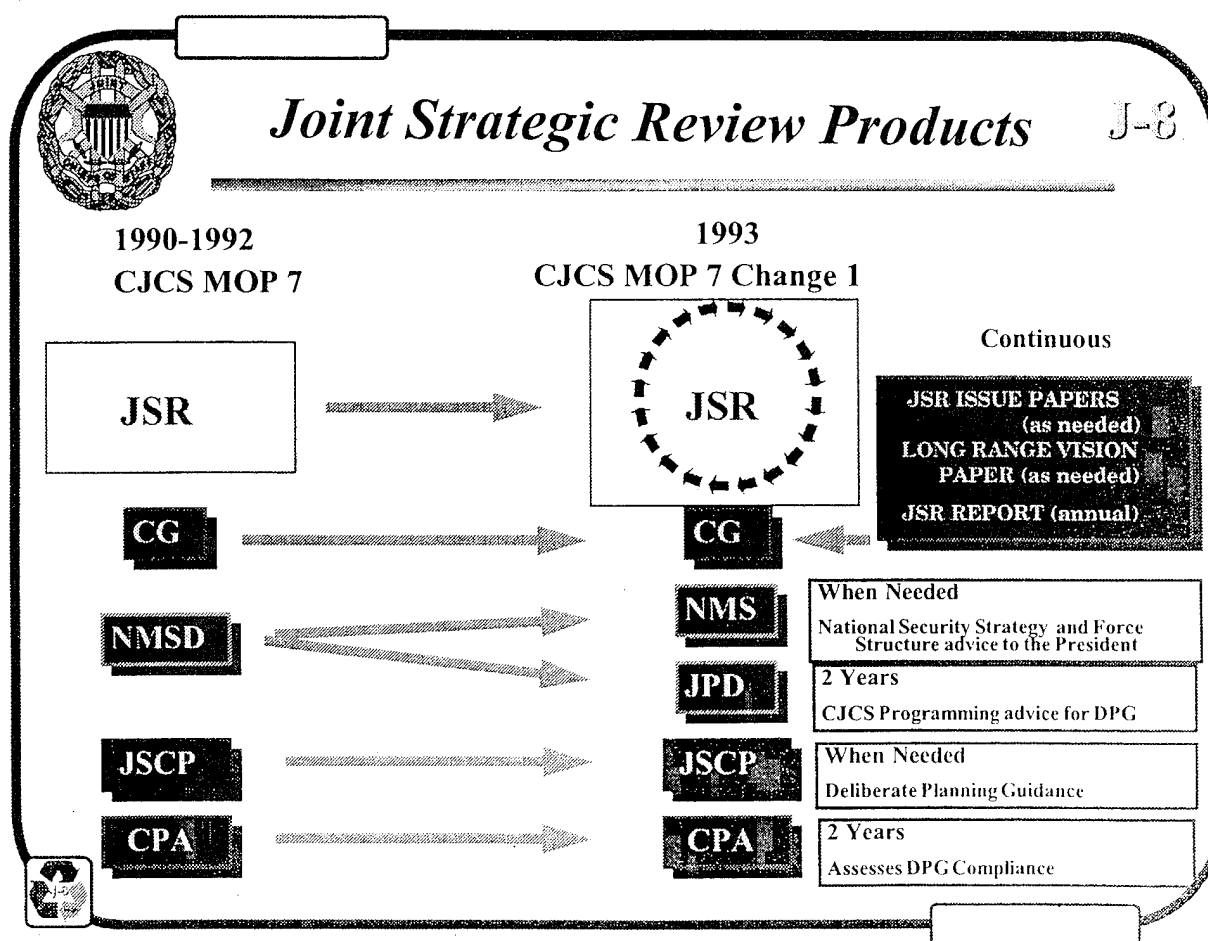 Joint Strategic Review Products
J-8
1990-1992
CJCS MOP 7
1993
CJCS MOP 7 Change 1
JSR
JSR
Continuous
JSR ISSUE PAPERS
(as needed)
LONG RANGE VISION
PAPER (as needed)
JSR REPORT (annual)
CG
CG
NMSD
NMS
When Needed
National Security Strategy and Force
Structure advice to the President
JPD
2 Years
CJCS Programming advice for DPG
JSCP
JSCP
When Needed
Deliberate Planning Guidance
CPA
CPA
2 Years
Assesses DPG Compliance
JOINT
J-8